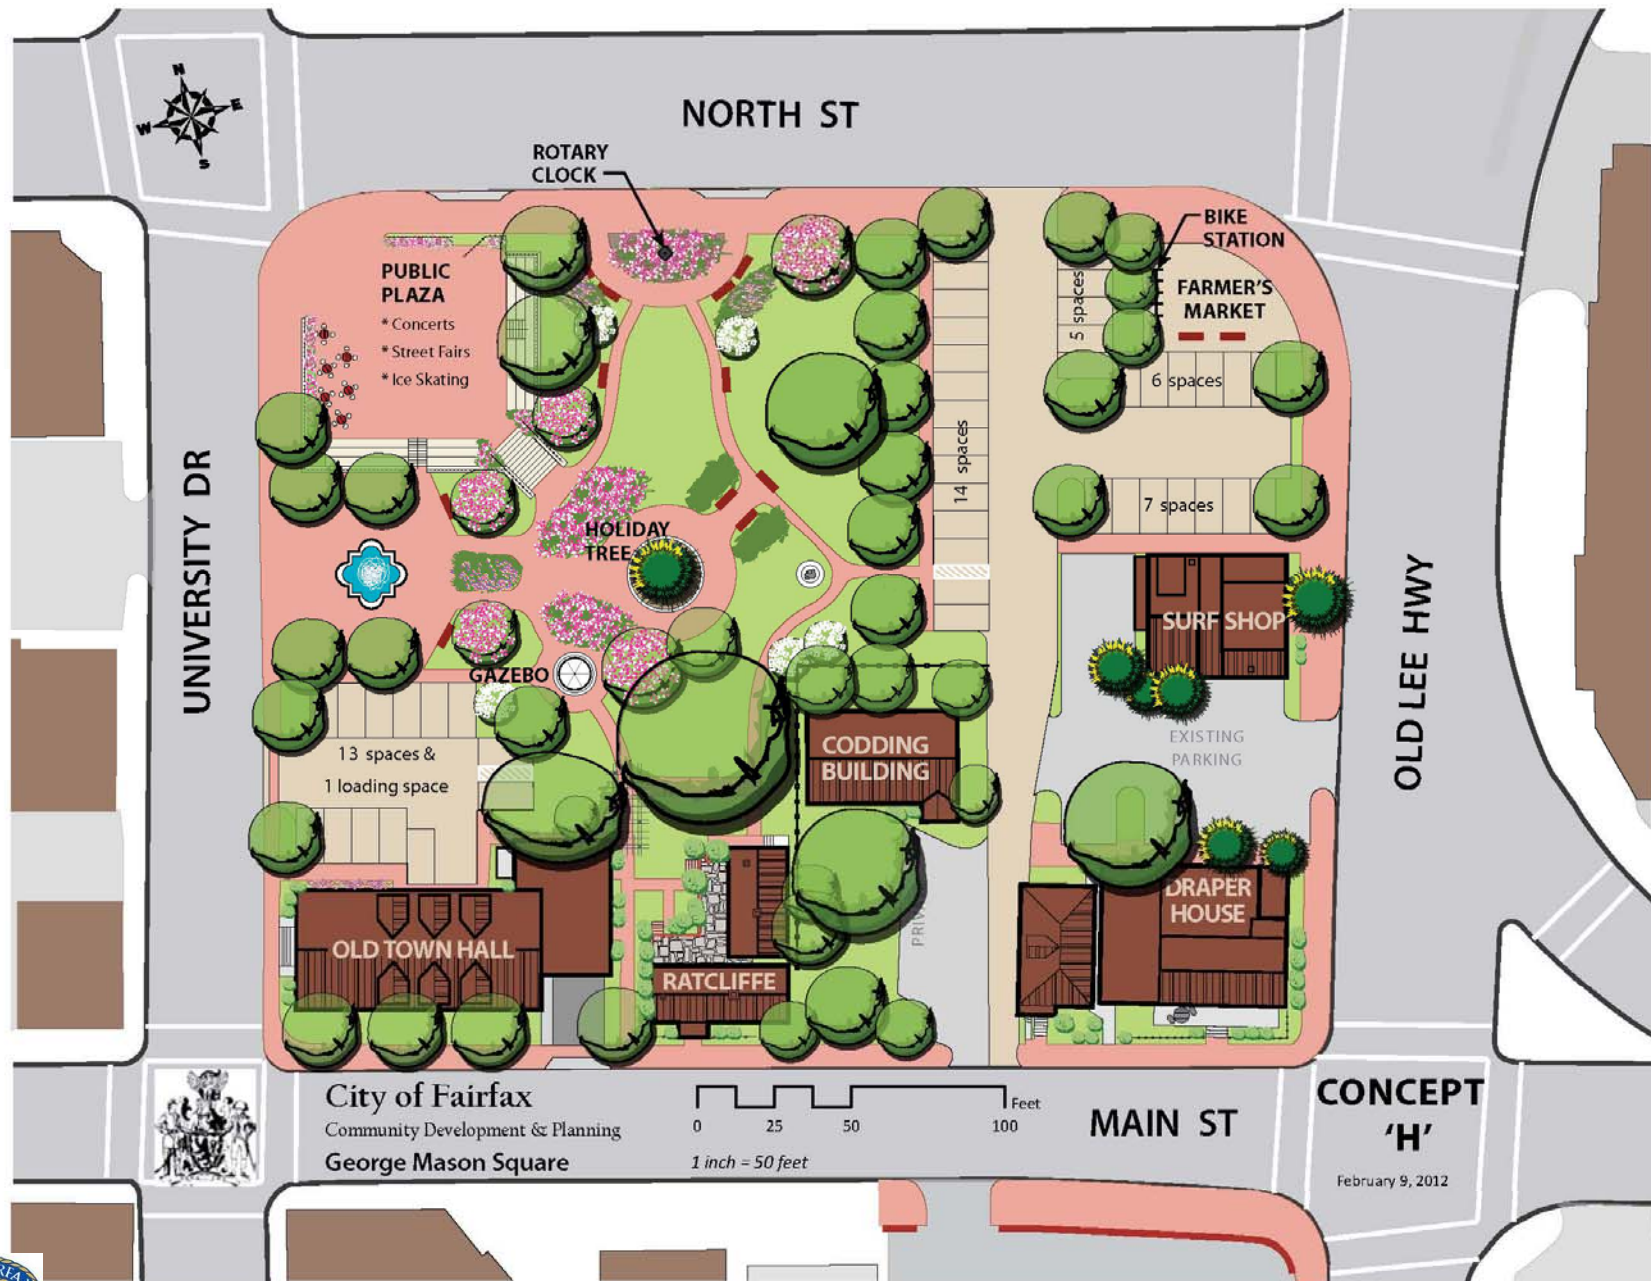 N
E
W
S
NORTH ST
ROTARY
CLOCK
BIKE
STATION
PUBLIC
PLAZA
* Concerts
* Street Fairs
* Ice Skating
5 spaces
FARMER'S
MARKET
6 spaces
14 spaces
7 spaces
UNIVERSITY DR
HOLIDAY
TREE
SURF SHOP
OLD LEE HWY
GAZEBO
13 spaces &
1 loading space
CODDING
BUILDING
EXISTING
PARKING
DRAPER
HOUSE
OLD TOWN HALL
RATCLIFFE
City of Fairfax
Community Development & Planning
George Mason Square
Feet
0 25 50 100
1 inch = 50 feet
MAIN ST
CONCEPT
'H'
February 9, 2012